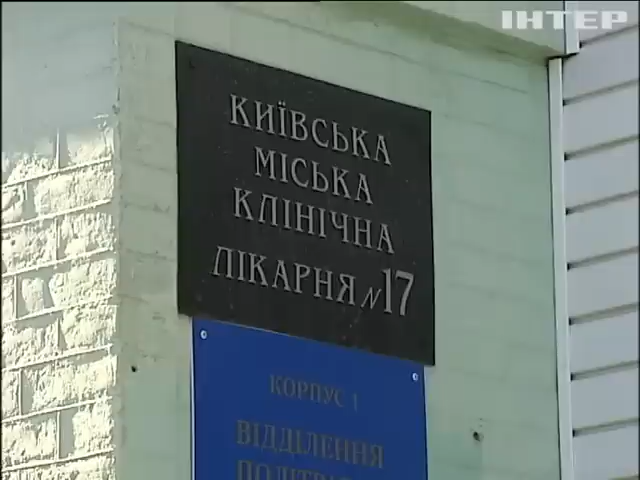 ІНТЕР
КИЇВСЬКА
МІСЬКА
КЛІНІЧНА
ЛІКАРНЯ №17
КОРПУС 1
ВІДДІЛЕННЯ